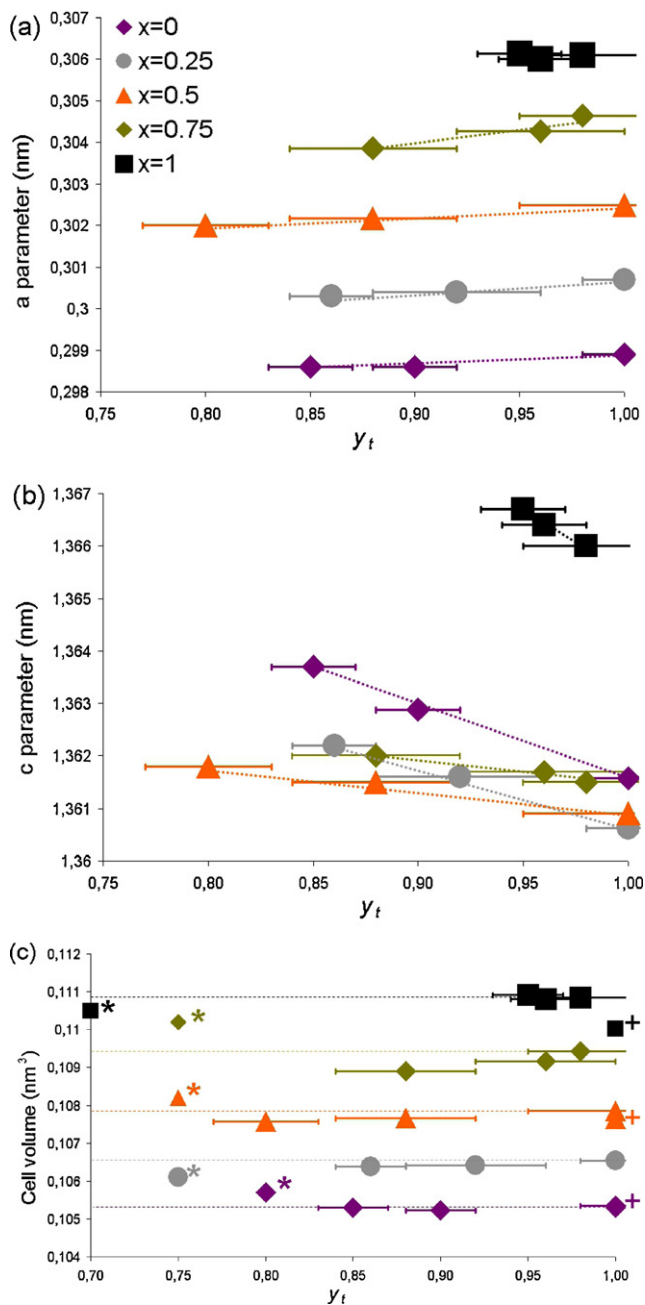 (a)
x=0
x=0.25
x=0.5
x=0.75
x=1
a parameter (nm)
0,307
0,306
0,305
0,304
0,303
0,302
0,301
0,3
0,299
0,298
0,75 0,80 0,85 0,90 0,95 1,00
yt
(b)
c parameter (nm)
1,367
1,366
1,365
1,364
1,363
1,362
1,361
1,36
0,75 0,80 0,85 0,90 0,95 1,00
yt
(c)
Cell volume (nm³)
0,112
0,111
0,11
0,109
0,108
0,107
0,106
0,105
0,104
* * * * *
+ + +
0,70 0,75 0,80 0,85 0,90 0,95 1,00
yt